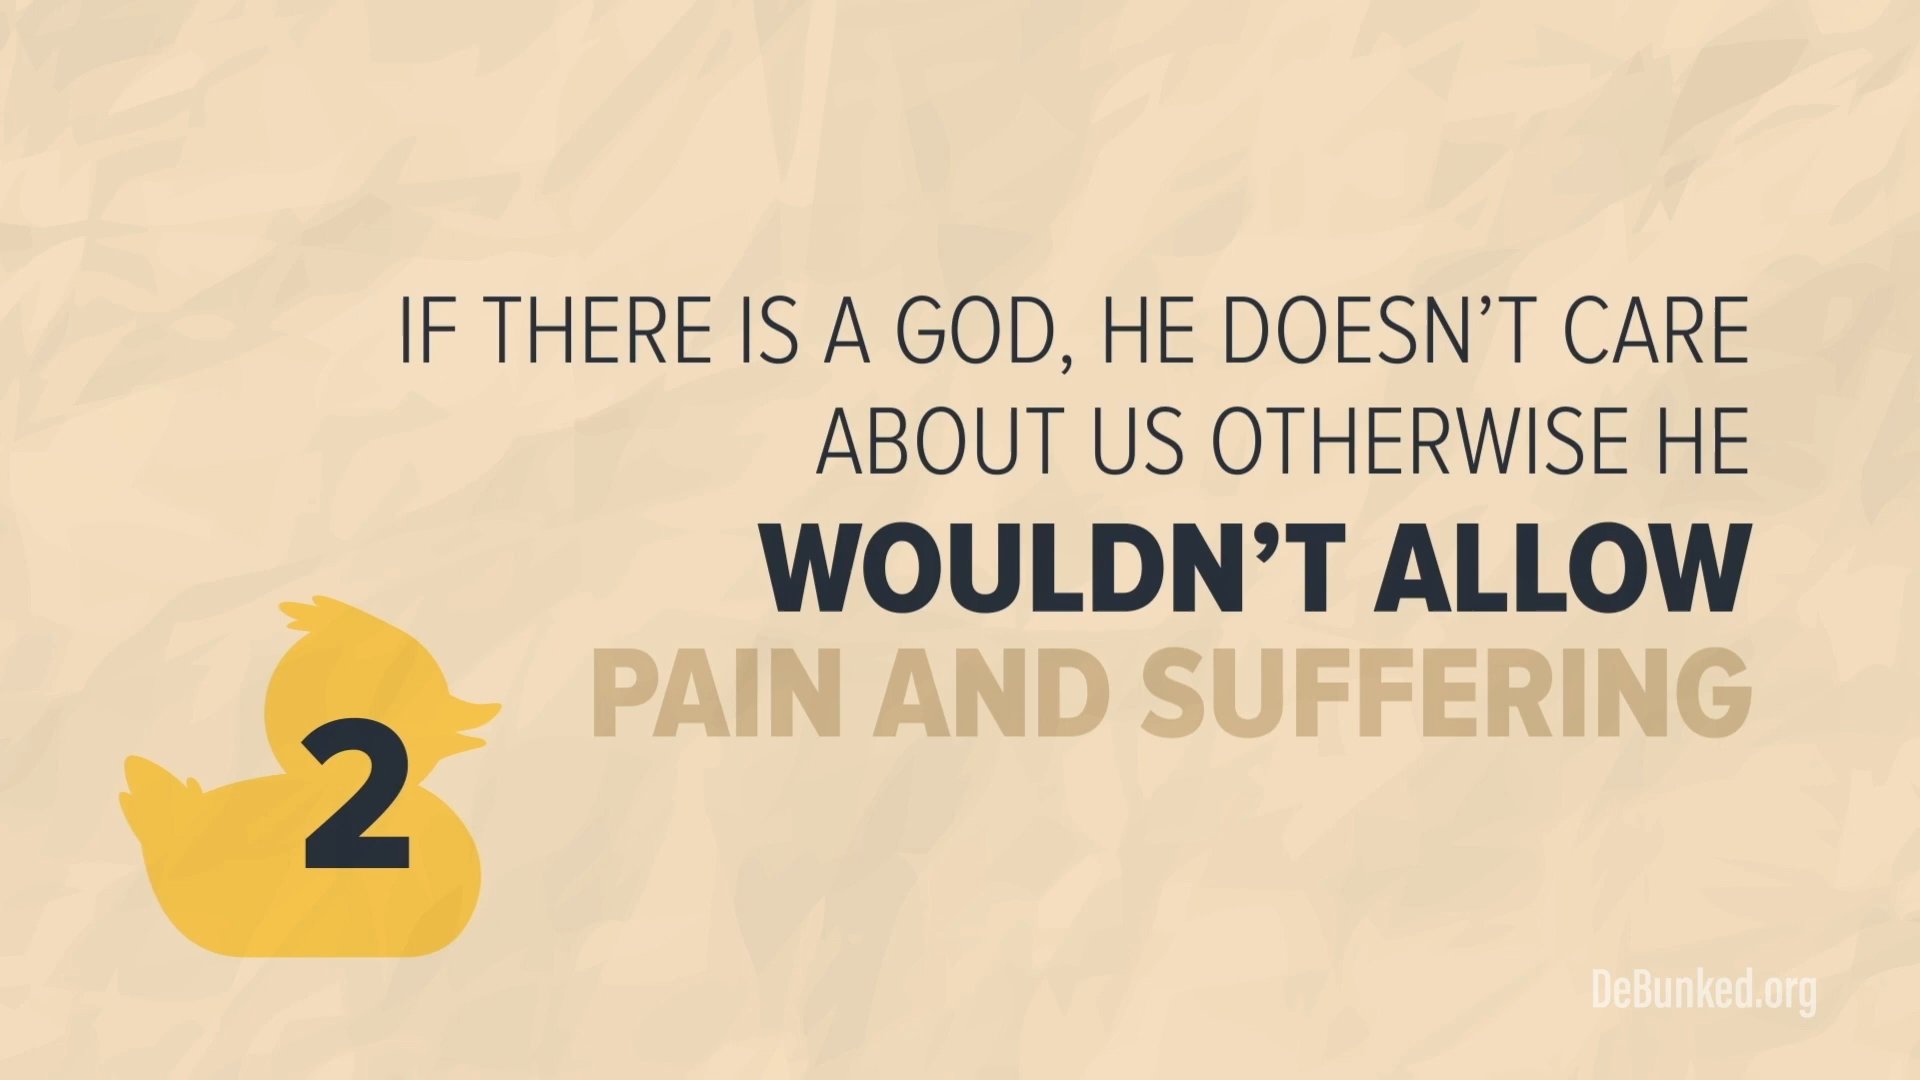 IF THERE IS A GOD, HE DOESN’T CARE
ABOUT US OTHERWISE HE
WOULDN’T ALLOW
PAIN AND SUFFERING
2
DeBunked.org